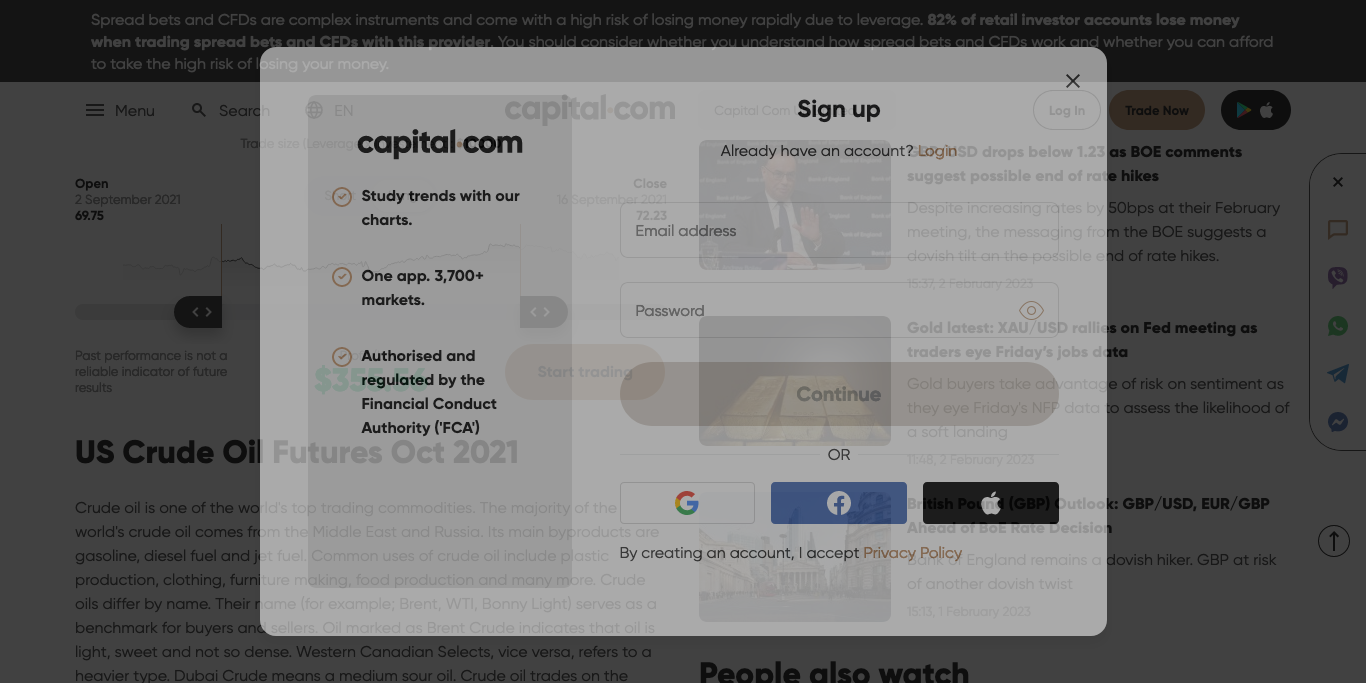 Spread bets and CFDs are complex instruments and come with a high risk of losing money rapidly due to leverage. 82% of retail investor accounts lose money
when trading spread bets and CFDs with this provider. You should consider whether you understand how spread bets and CFDs work and whether you can afford
to take the high risk of losing your money.
Menu
Search
EN
capital.com
Capital Com
Log In
Trade Now
Trade size (Leverage
Open
2 September 2021
69.75
16 September 2021
Close
72.23
Past performance is not a
reliable indicator of future
results
Start trading
US Crude Oil Futures Oct 2021
Crude oil is one of the world's top trading commodities. The majority of the
world's crude oil comes from the Middle East and Russia. Its main byproducts are
gasoline, diesel fuel and jet fuel. Common uses of crude oil include plastic
production, clothing, furniture making, food production and many more. Crude
oils differ by name. Their name (for example; Brent, WTI, Bonny Light) serves as a
benchmark for buyers and sellers. Oil marked as Brent Crude indicates that oil is
light, sweet and not so dense. Western Canadian Selects, vice versa, refers to a
heavier type. Dubai Crude means a medium sour oil. Crude oil trades on the
capital.com
Study trends with our
charts.
One app. 3,700+
markets.
Authorised and
regulated by the
Financial Conduct
Authority ('FCA')
Sign up
Already have an account? Login
Email address
Password
Continue
OR
By creating an account, I accept Privacy Policy
GBP/USD drops below 1.23 as BOE comments
suggest possible end of rate hikes
Despite increasing rates by 50bps at their February
meeting, the messaging from the BOE suggests a
dovish tilt an the possible end of rate hikes.
15:37, 2 February 2023
Gold latest: XAU/USD rallies on Fed meeting as
traders eye Friday's jobs data
Gold buyers take advantage of risk on sentiment as
they eye Friday's NFP data to assess the likelihood of
a soft landing
11:48, 2 February 2023
British Pound (GBP) Outlook: GBP/USD, EUR/GBP
Ahead of BoE Rate Decision
Bank of England remains a dovish hiker. GBP at risk
of another dovish twist
15:13, 1 February 2023
People also watch